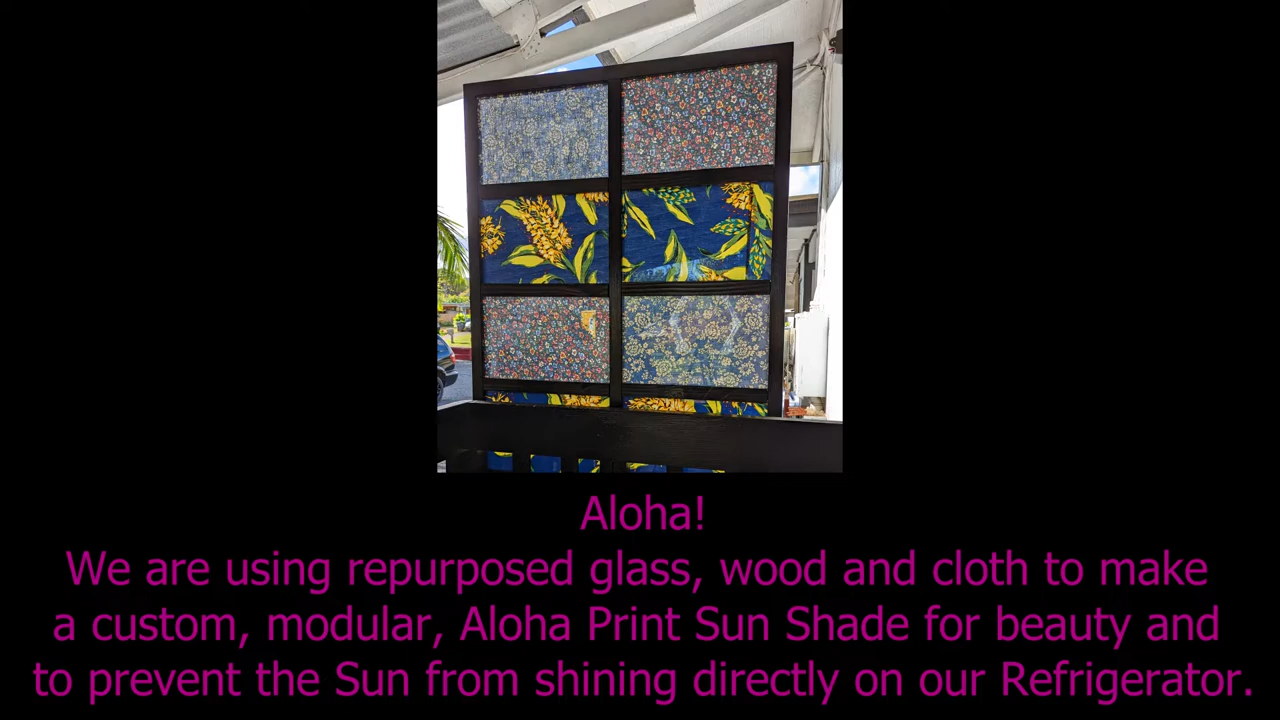 Aloha!
We are using repurposed glass, wood and cloth to make
a custom, modular, Aloha Print Sun Shade for beauty and
to prevent the Sun from shining directly on our Refrigerator.